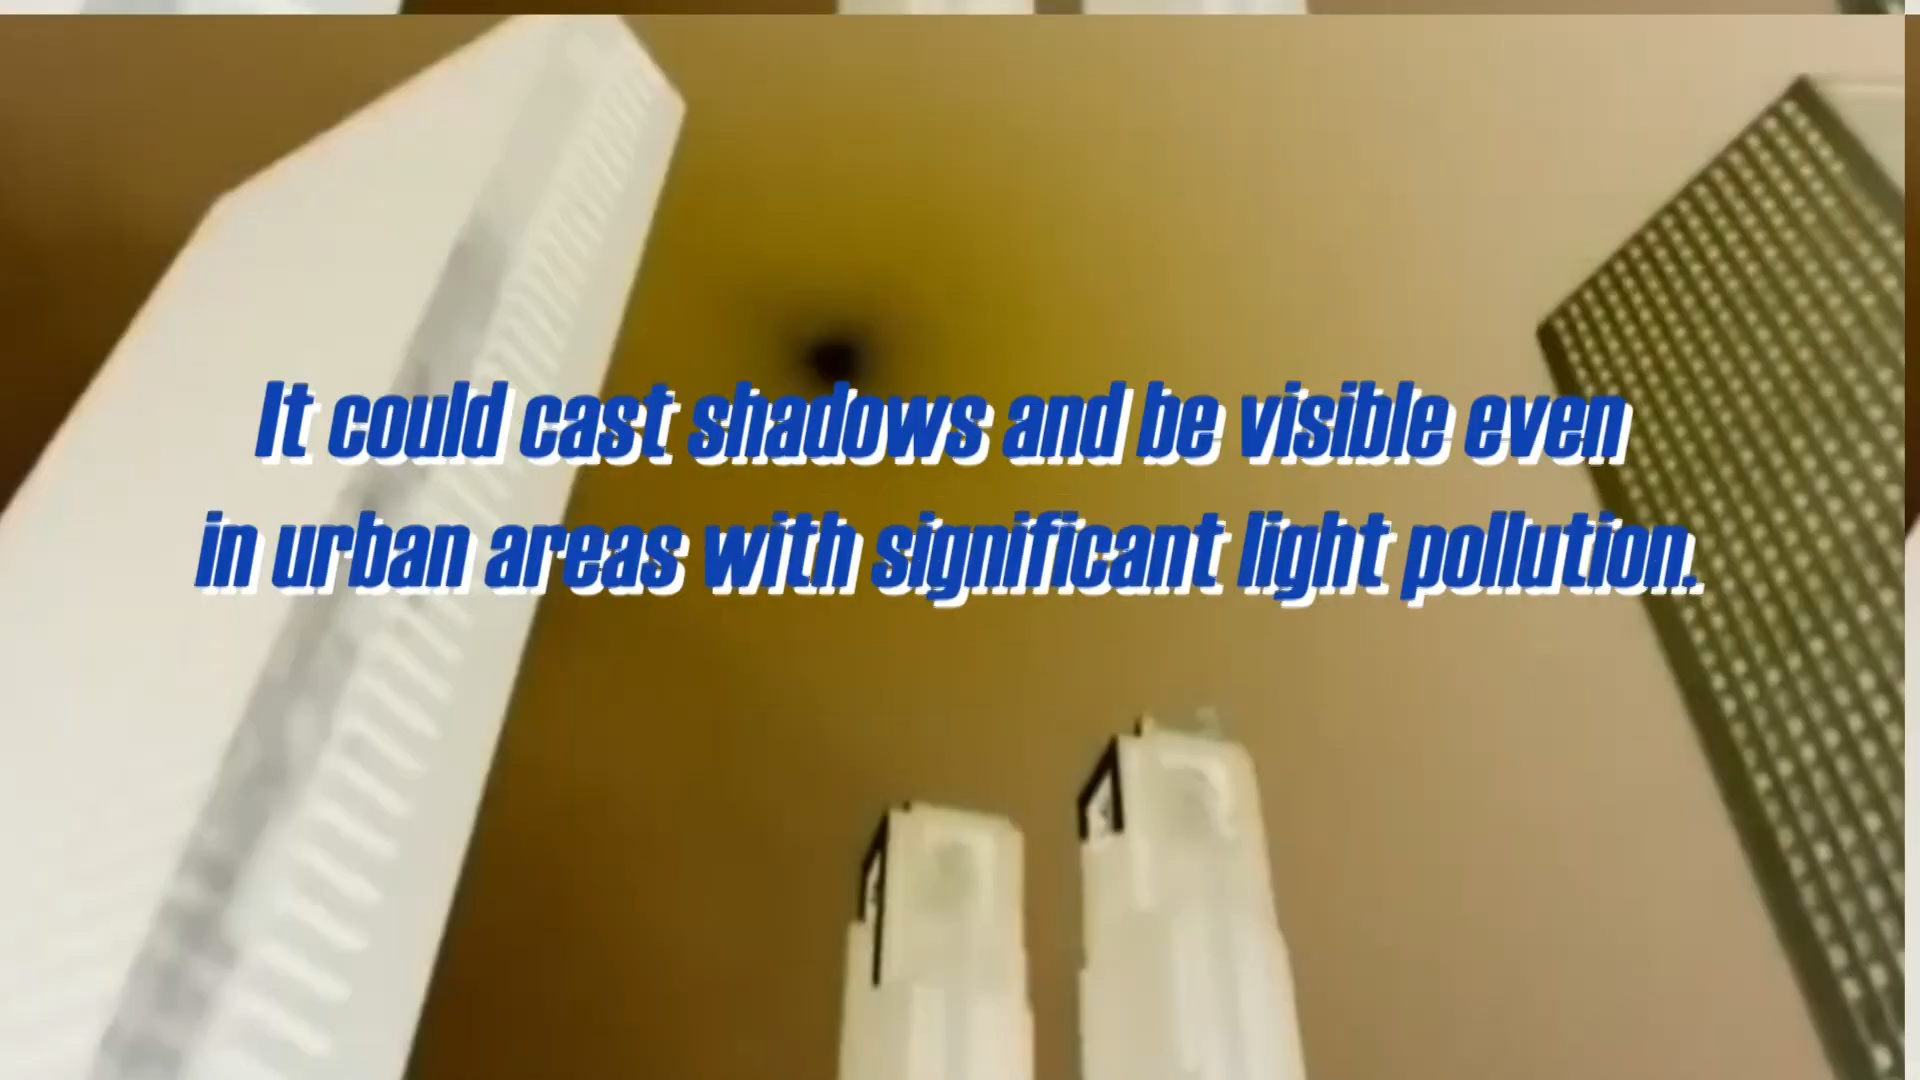 It could cast shadows and be visible even
in urban areas with significant light pollution.